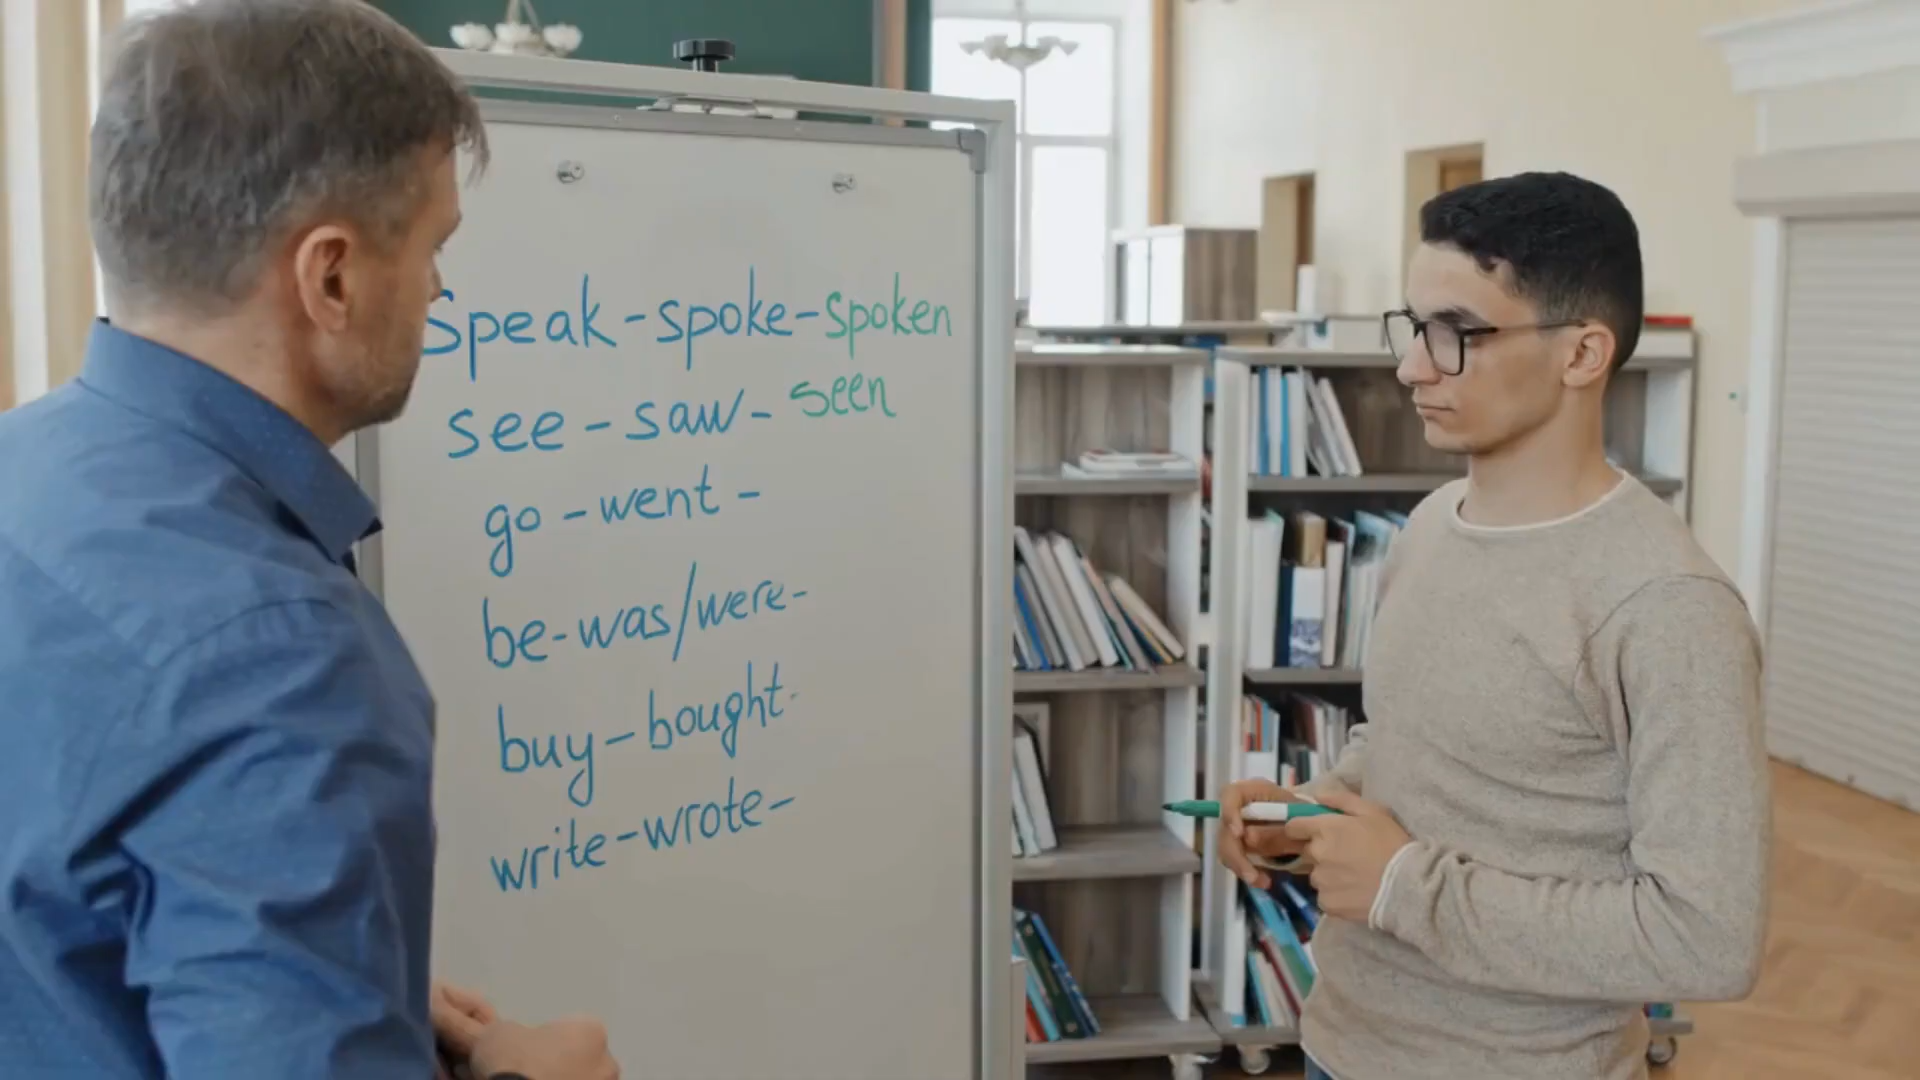 Speak-spoke-spoken
see-saw-seen
go-went-
be-was/were-
buy-bought-
write-wrote-